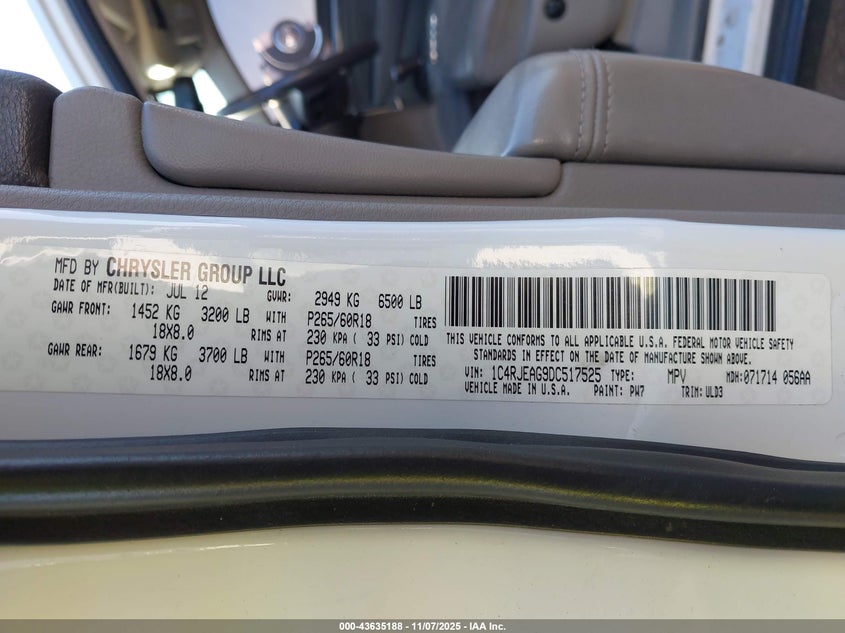 MFD BY CHRYSLER GROUP LLC
DATE OF MFR(BUILT): JUL 12 GVWR: 2949 KG 6500 LB
GAWR FRONT: 1452 KG 3200 LB WITH P265/60R18 TIRES
18X8.0 RIMS AT 230 KPA ( 33 PSI) COLD
GAWR REAR: 1679 KG 3700 LB WITH P265/60R18 TIRES
18X8.0 RIMS AT 230 KPA ( 33 PSI) COLD
THIS VEHICLE CONFORMS TO ALL APPLICABLE U.S.A. FEDERAL MOTOR VEHICLE SAFETY
STANDARDS IN EFFECT ON THE DATE OF MANUFACTURE SHOWN ABOVE.
VIN: 1C4RJEAG9DC517525 TYPE: MPV MDH:071714 056AA
VEHICLE MADE IN U.S.A. PAINT: PW7 TRIM: ULD3
000-43635188 - 11/07/2025 - IAA Inc.